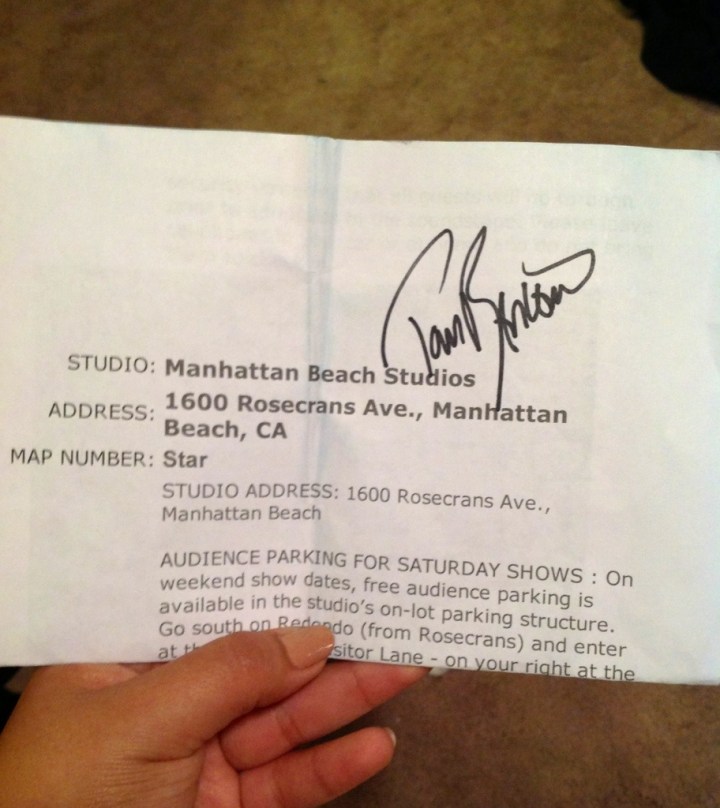 STUDIO: Manhattan Beach Studios
ADDRESS: 1600 Rosecrans Ave., Manhattan
Beach, CA
MAP NUMBER: Star
STUDIO ADDRESS: 1600 Rosecrans Ave.,
Manhattan Beach
AUDIENCE PARKING FOR SATURDAY SHOWS : On
weekend show dates, free audience parking is
available in the studio's on-lot parking structure.
Go south on Redondo (from Rosecrans) and enter
at Lane - on your right at the